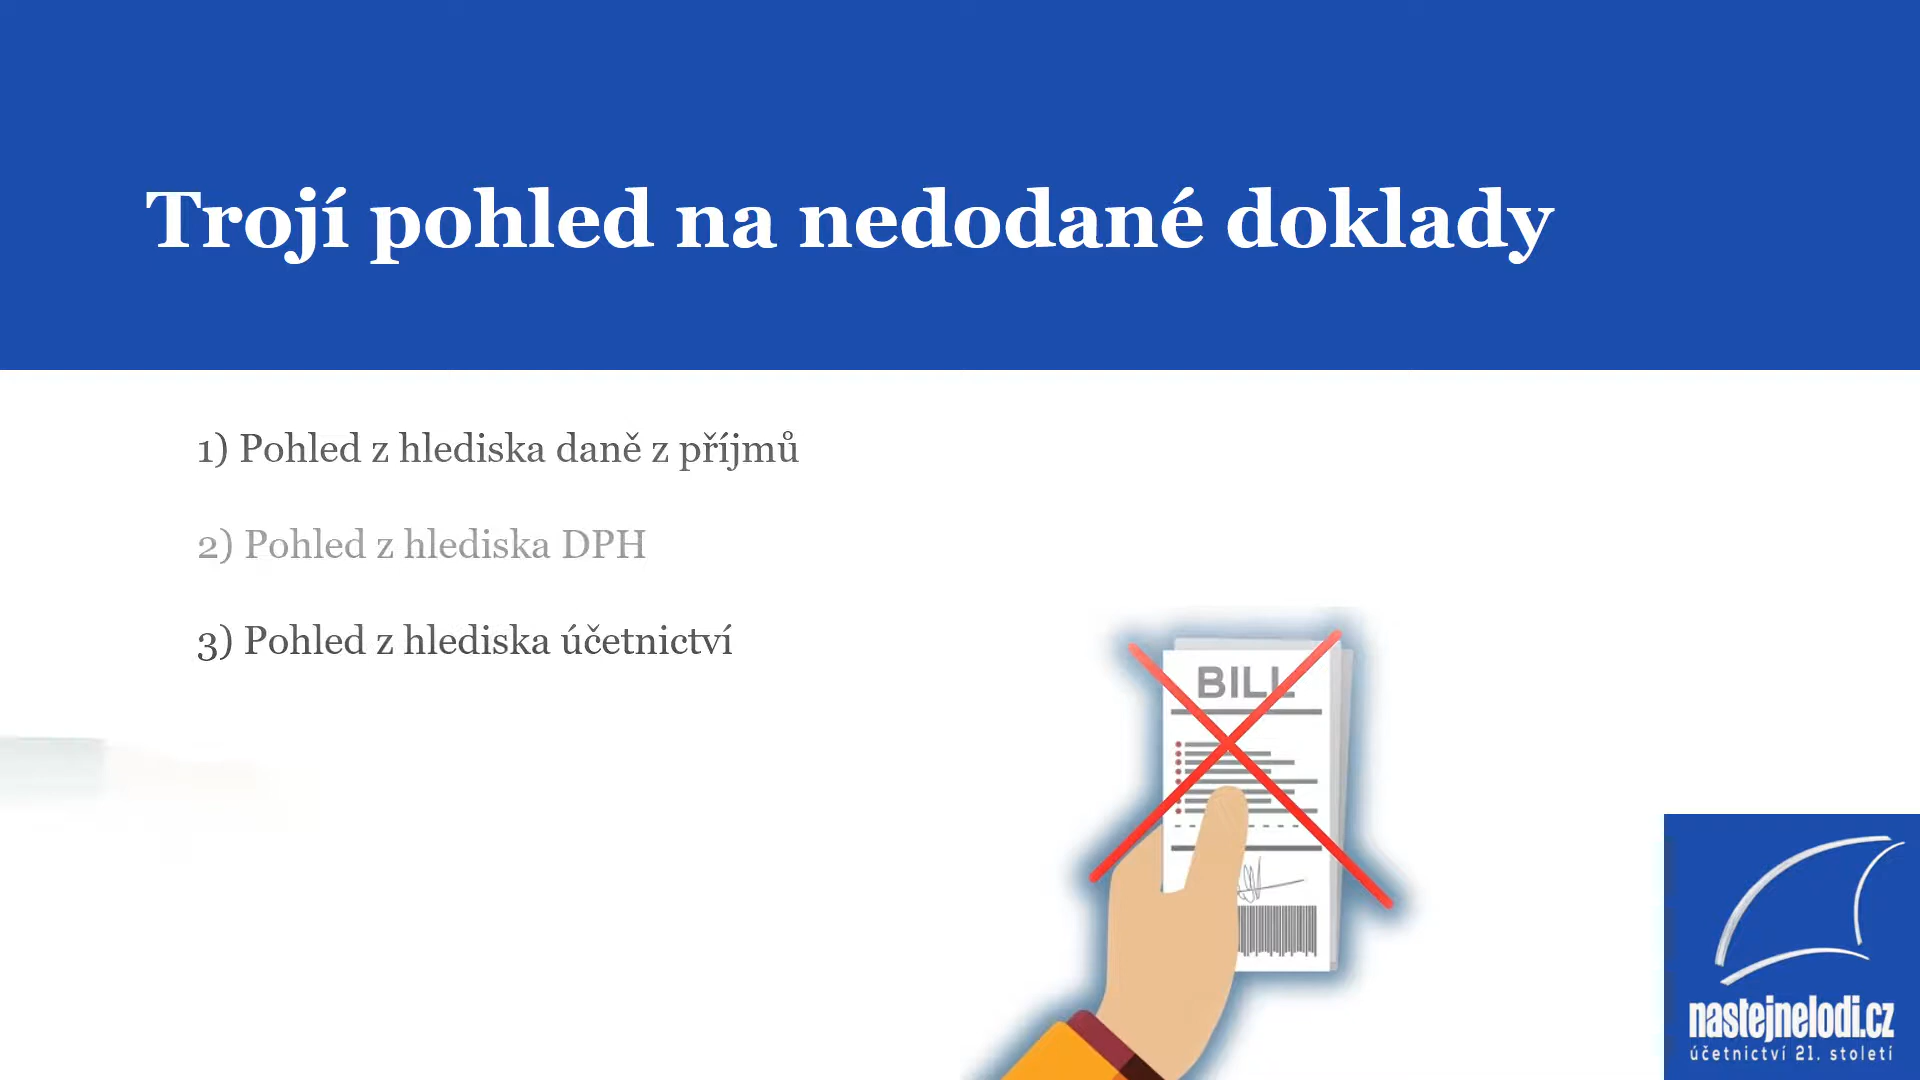 Trojí pohled na nedodané doklady
1) Pohled z hlediska daně z příjmů
2) Pohled z hlediska DPH
3) Pohled z hlediska účetnictví
BILL
nastejnelodi.cz
účetnictví 21. století